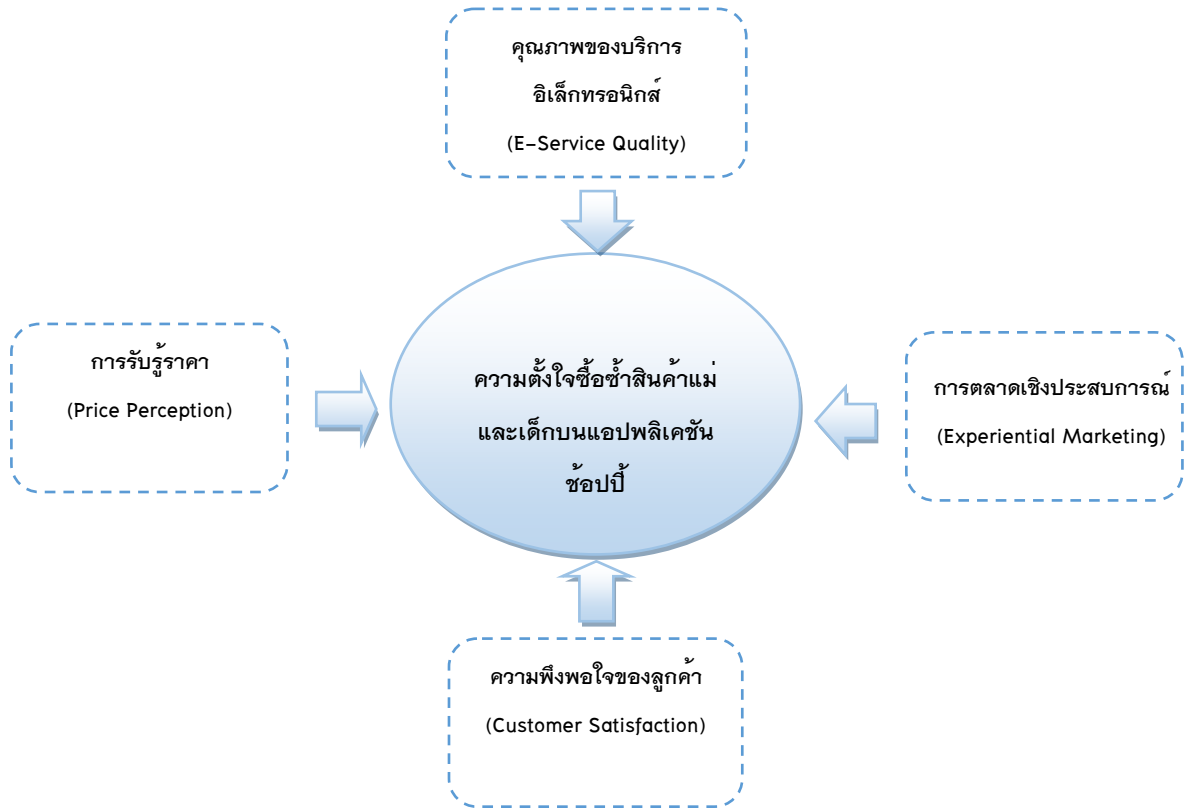 คุณภาพของบริการ
อิเล็กทรอนิกส์
(E-Service Quality)
การรับรู้ราคา
(Price Perception)
ความตั้งใจซื้อซ้ำสินค้าแม่
และเด็กบนแอปพลิเคชัน
ช้อปปี้
การตลาดเชิงประสบการณ์
(Experiential Marketing)
ความพึงพอใจของลูกค้า
(Customer Satisfaction)